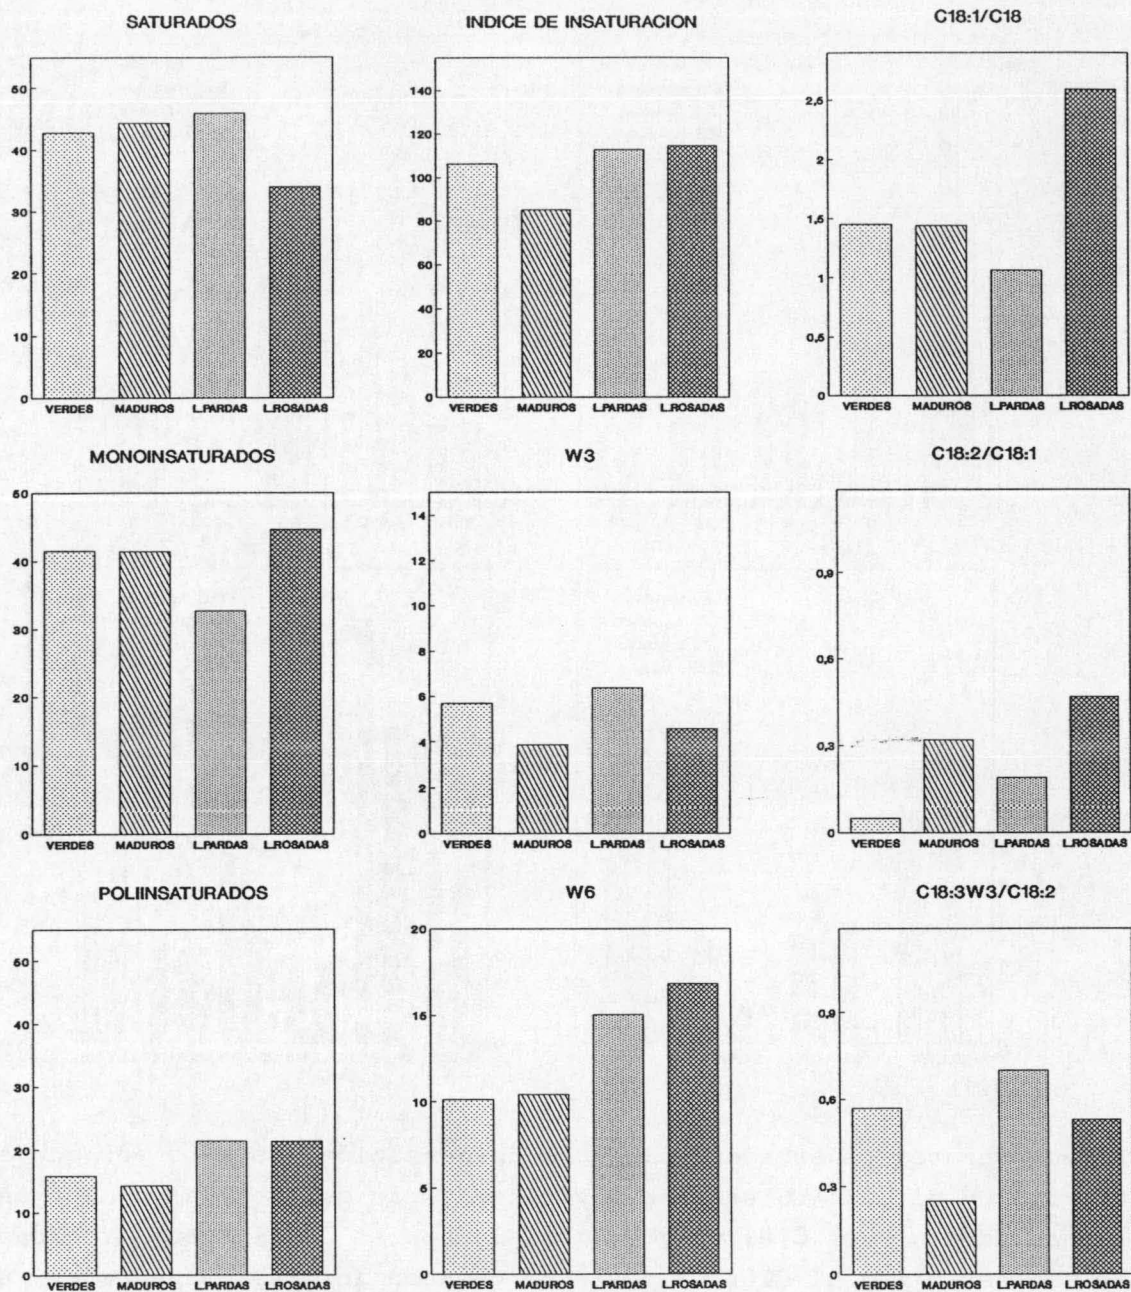 SATURADOS
50
40
30
20
10
0
VERDES MADUROS L.PARDAS L.ROSADAS
INDICE DE INSATURACION
140
120
100
80
60
40
20
0
VERDES MADUROS L.PARDAS L.ROSADAS
C18:1/C18
2,5
2
1,5
1
0,5
0
VERDES MADUROS L.PARDAS L.ROSADAS
MONOINSATURADOS
50
40
30
20
10
0
VERDES MADUROS L.PARDAS L.ROSADAS
W3
14
12
10
8
6
4
2
0
VERDES MADUROS L.PARDAS L.ROSADAS
C18:2/C18:1
0,9
0,6
0,3
0
VERDES MADUROS L.PARDAS L.ROSADAS
POLIINSATURADOS
50
40
30
20
10
0
VERDES MADUROS L.PARDAS L.ROSADAS
W6
20
15
10
5
0
VERDES MADUROS L.PARDAS L.ROSADAS
C18:3W3/C18:2
0,9
0,6
0,3
0
VERDES MADUROS L.PARDAS L.ROSADAS